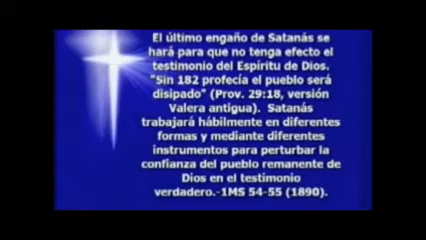 El último engaño de Satanás se
hará para que no tenga efecto el
testimonio del Espíritu de Dios.
"Sin 182 profecía el pueblo será
disipado" (Prov. 29:18, versión
Valera antigua). Satanás
trabajará hábilmente en diferentes
formas y mediante diferentes
instrumentos para perturbar la
confianza del pueblo remanente de
Dios en el testimonio
verdadero.-1MS 54-55 (1890).